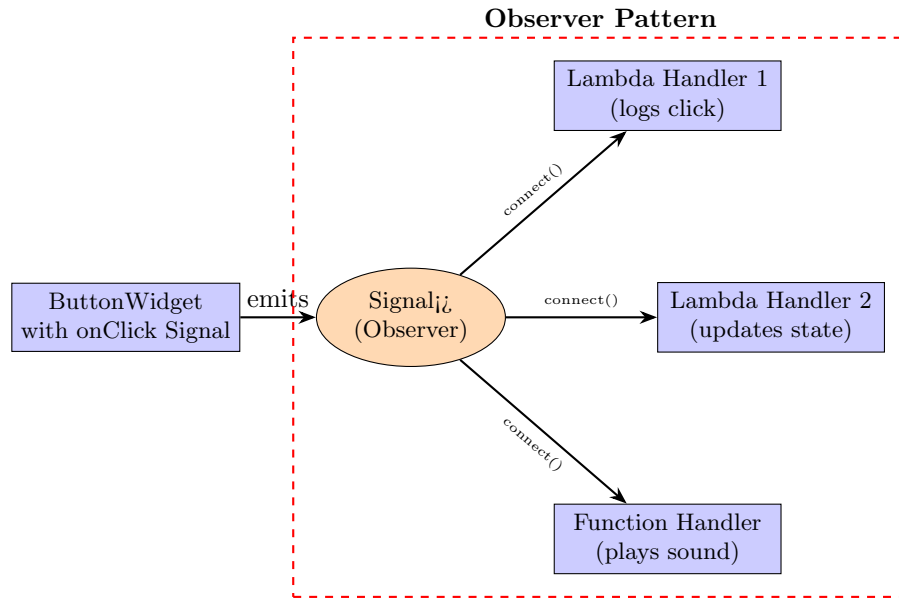 Observer Pattern
Lambda Handler 1
(logs click)
connect()
ButtonWidget
with onClick Signal
emits
Signal¡¿
(Observer)
connect()
Lambda Handler 2
(updates state)
connect()
Function Handler
(plays sound)